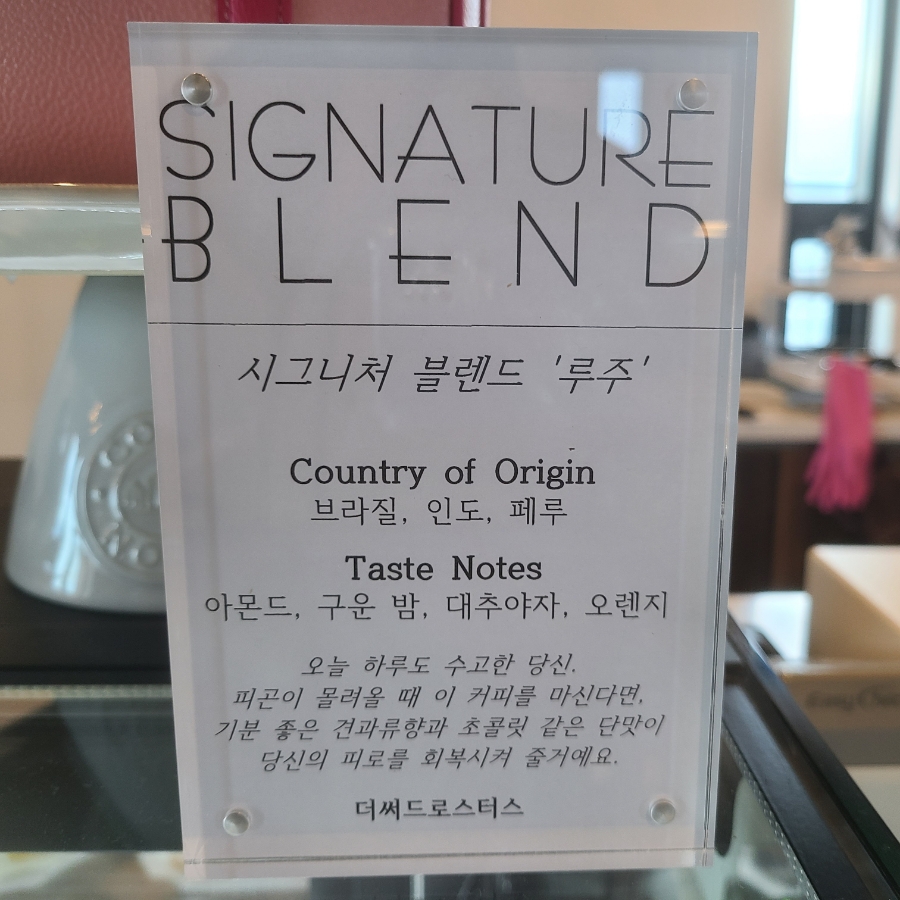 SIGNATURE
BLEND
시그니처 블렌드 '루주'
Country of Origin
브라질, 인도, 페루
Taste Notes
아몬드, 구운 밤, 대추야자, 오렌지
오늘 하루도 수고한 당신.
피곤이 몰려올 때 이 커피를 마신다면,
기분 좋은 견과류향과 초콜릿 같은 단맛이
당신의 피로를 회복시켜 줄거예요.
더써드로스터스